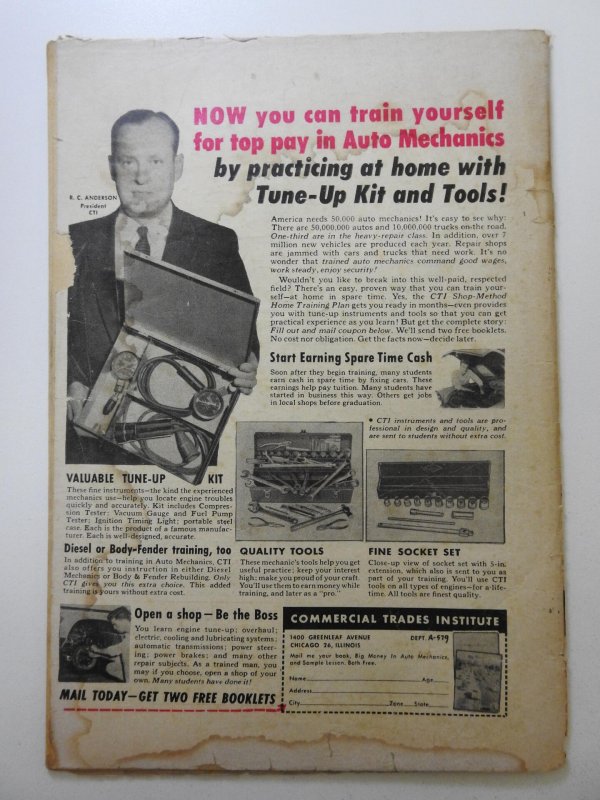 NOW you can train yourself
for top pay in Auto Mechanics
by practicing at home with
Tune-Up Kit and Tools!
R. C. ANDERSON
President
CTI
America needs 50,000 auto mechanics! It's easy to see why:
There are 50,000,000 autos and 10,000,000 trucks on the road,
One-third are in the heavy-repair class. In addition, over 7
million new vehicles are produced each year. Repair shops
are jammed with cars and trucks that need work. It's no
wonder that trained auto mechanics command good wages,
work steady, enjoy security!
Wouldn't you like to break into this well-paid, respected
field? There's an easy, proven way that you can train your-
self—at home in spare time. Yes, the CTI Shop-Method
Home Training Plan gets you ready in months—even provides
you with tune-up instruments and tools so that you can get
practical experience as you learn! But get the complete story:
Fill out and mail coupon below. We'll send two free booklets.
No cost nor obligation. Get the facts now—decide later.
Start Earning Spare Time Cash
Soon after they begin training, many students
earn cash in spare time by fixing cars. These
earnings help pay tuition. Many students have
started in business this way. Others get jobs
in local shops before graduation.
• CTI instruments and tools are pro-
fessional in design and quality, and
are sent to students without extra cost.
VALUABLE TUNE-UP KIT
These fine instruments—the kind the experienced
mechanics use—help you locate engine troubles
quickly and accurately. Kit includes Compres-
sion Tester; Vacuum Gauge and Fuel Pump
Tester; Ignition Timing Light; portable steel
case. Each is the product of a famous manufac-
turer. Each is well-designed, accurate.
Diesel or Body-Fender training, too
In addition to training in Auto Mechanics, CTI
also offers you instruction in either Diesel
Mechanics or Body & Fender Rebuilding. Only
CTI gives you this extra choice. This added
training is yours without extra cost.
QUALITY TOOLS
These mechanic's tools help you get
useful practice; keep your interest
high; make you proud of your craft.
You'll use them to earn money while
training, and later as a "pro."
FINE SOCKET SET
Close-up view of socket set with 5-in.
extension, which also is sent to you as
part of your training. You'll use CTI
tools on all types of engines—for a life-
time. All tools are finest quality.
Open a shop — Be the Boss
You learn engine tune-up; overhaul;
electric, cooling and lubricating systems;
automatic transmissions; power steer-
ing; power brakes; and many other
repair subjects. As a trained man, you
may if you choose, open a shop of your
own. Many students have done it!
MAIL TODAY—GET TWO FREE BOOKLETS
COMMERCIAL TRADES INSTITUTE
1400 GREENLEAF AVENUE DEPT. A-579
CHICAGO 26, ILLINOIS
Mail me your book, Big Money In Auto Mechanics,
and Sample Lesson. Both Free.
Name Age
Address
City Zone State